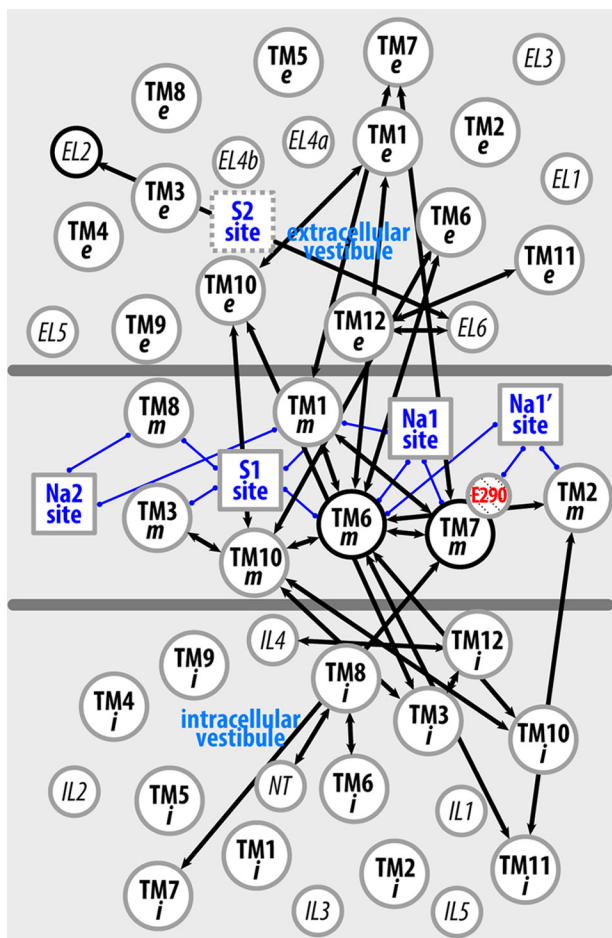 TM7
e
TM5
e
EL3
TM8
e
TM1
e
TM2
e
EL4a
EL2
EL4b
EL1
TM3
e
S2
site
TM6
e
TM4
e
extracellular
vestibule
TM11
e
TM10
e
TM12
e
EL6
EL5
TM9
e
TM8
m
TM1
m
Na1
site
Na1’
site
S1
site
E290
TM2
m
Na2
site
TM3
m
TM6
m
TM7
m
TM10
m
IL4
TM12
i
TM9
i
TM8
i
TM4
i
TM3
i
intracellular
vestibule
TM10
i
IL2
NT
TM6
i
TM5
i
IL1
TM1
i
TM2
i
TM11
i
TM7
i
IL3
IL5